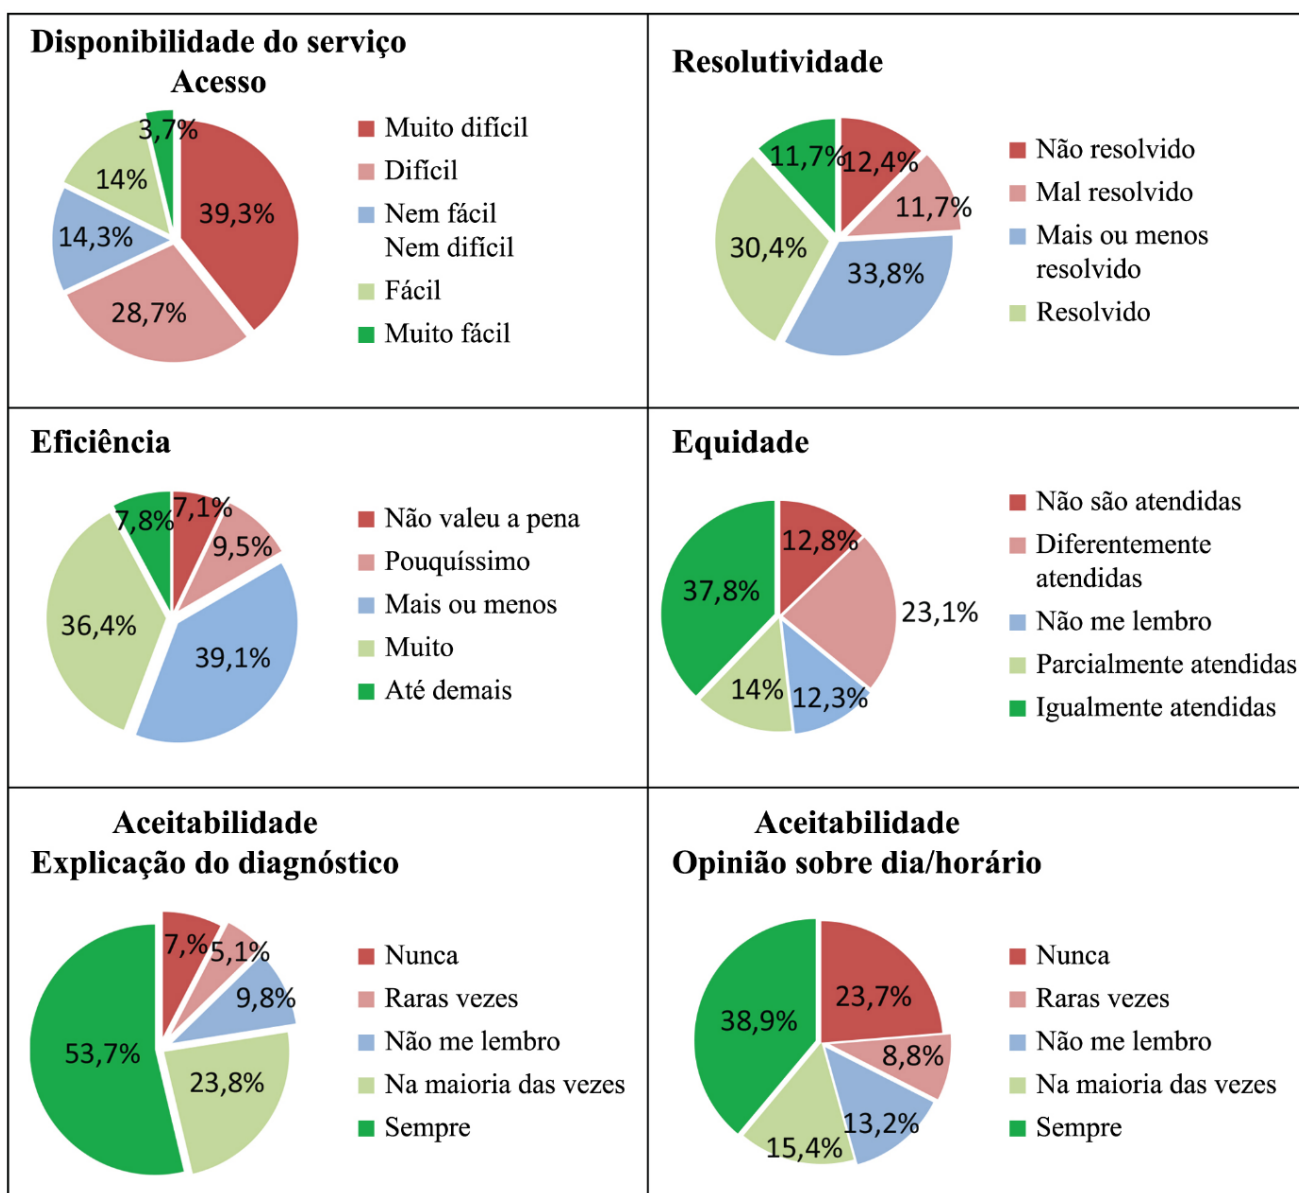 Disponibilidade do serviço
Acesso
3,7%
14%
39,3%
14,3%
28,7%
Muito difícil
Difícil
Nem fácil
Nem difícil
Fácil
Muito fácil
Resolutividade
11,7%
12,4%
11,7%
30,4%
33,8%
Não resolvido
Mal resolvido
Mais ou menos
resolvido
Resolvido
Eficiência
7,8%
7,1%
9,5%
36,4%
39,1%
Não valeu a pena
Pouquíssimo
Mais ou menos
Muito
Até demais
Equidade
12,8%
37,8%
23,1%
14%
12,3%
Não são atendidas
Diferentemente
atendidas
Não me lembro
Parcialmente atendidas
Igualmente atendidas
Aceitabilidade
Explicação do diagnóstico
7,%
5,1%
9,8%
53,7%
23,8%
Nunca
Raras vezes
Não me lembro
Na maioria das vezes
Sempre
Aceitabilidade
Opinião sobre dia/horário
23,7%
38,9%
8,8%
13,2%
15,4%
Nunca
Raras vezes
Não me lembro
Na maioria das vezes
Sempre